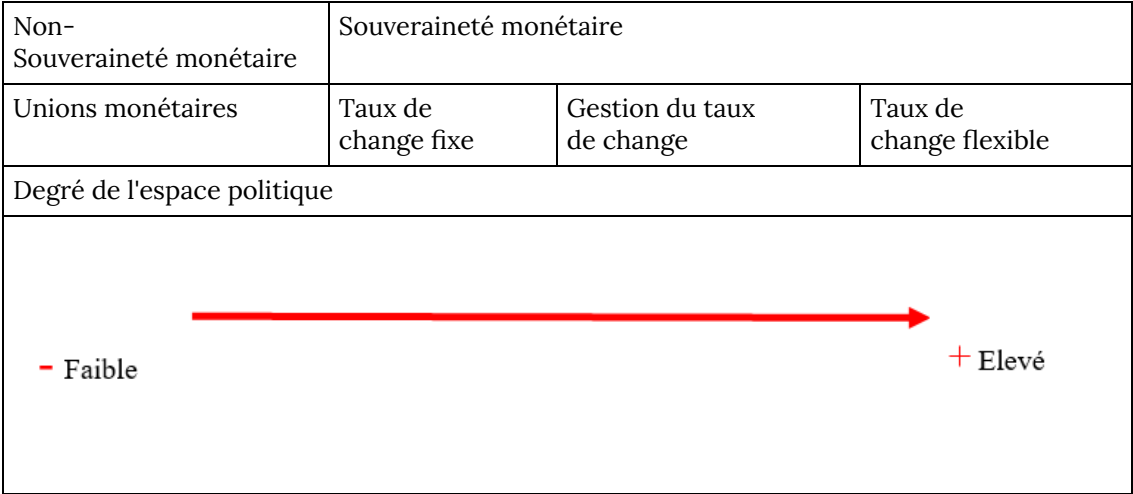 Non-
Souveraineté monétaire
Souveraineté monétaire
Unions monétaires
Taux de
change fixe
Gestion du taux
de change
Taux de
change flexible
Degré de l'espace politique
- Faible
+ Elevé